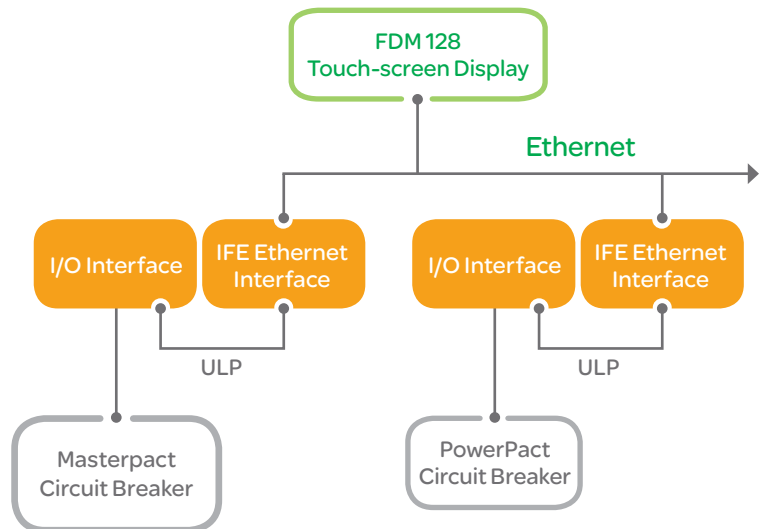 FDM 128
Touch-screen Display
Ethernet
I/O Interface
IFE Ethernet
Interface
I/O Interface
IFE Ethernet
Interface
ULP
ULP
Masterpact
Circuit Breaker
PowerPact
Circuit Breaker